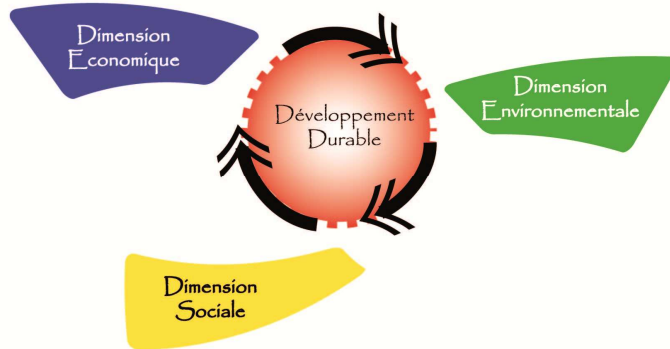 Dimension
Economique
Développement
Durable
Dimension
Environnementale
Dimension
Sociale